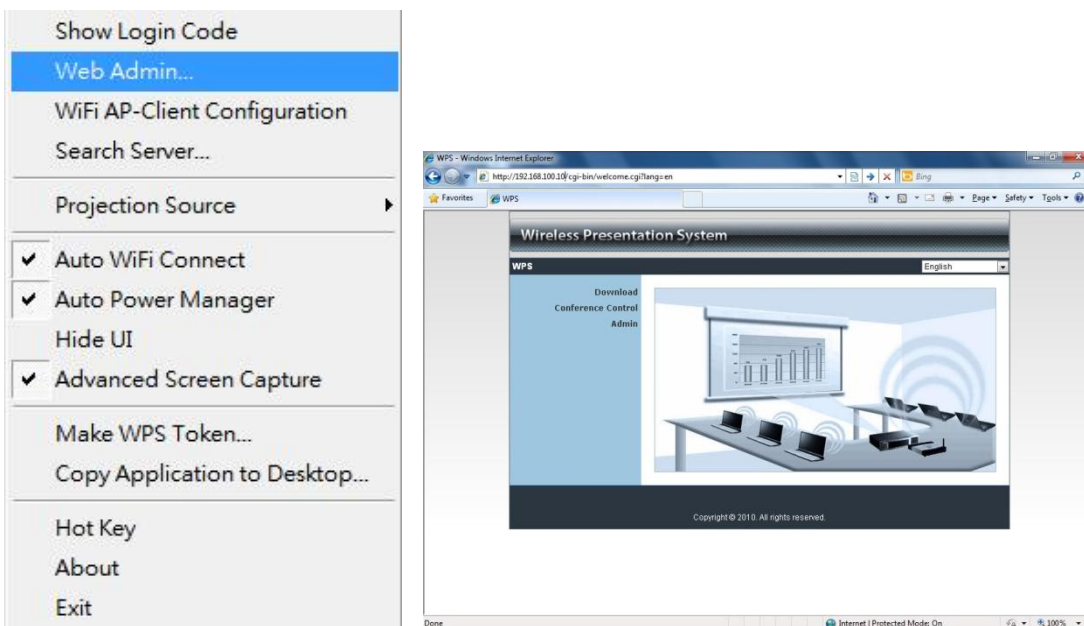 Show Login Code
Web Admin...
WiFi AP-Client Configuration
Search Server...
Projection Source
Auto WiFi Connect
Auto Power Manager
Hide UI
Advanced Screen Capture
Make WPS Token...
Copy Application to Desktop...
Hot Key
About
Exit
WPS - Windows Internet Explorer
http://192.168.100.10/cgi-bin/welcome.cgi?lang=en
Bing
Favorites WPS Page Safety Tools
Wireless Presentation System
WPS English
Download
Conference Control
Admin
Copyright © 2010. All rights reserved.
Done Internet | Protected Mode: On 100%